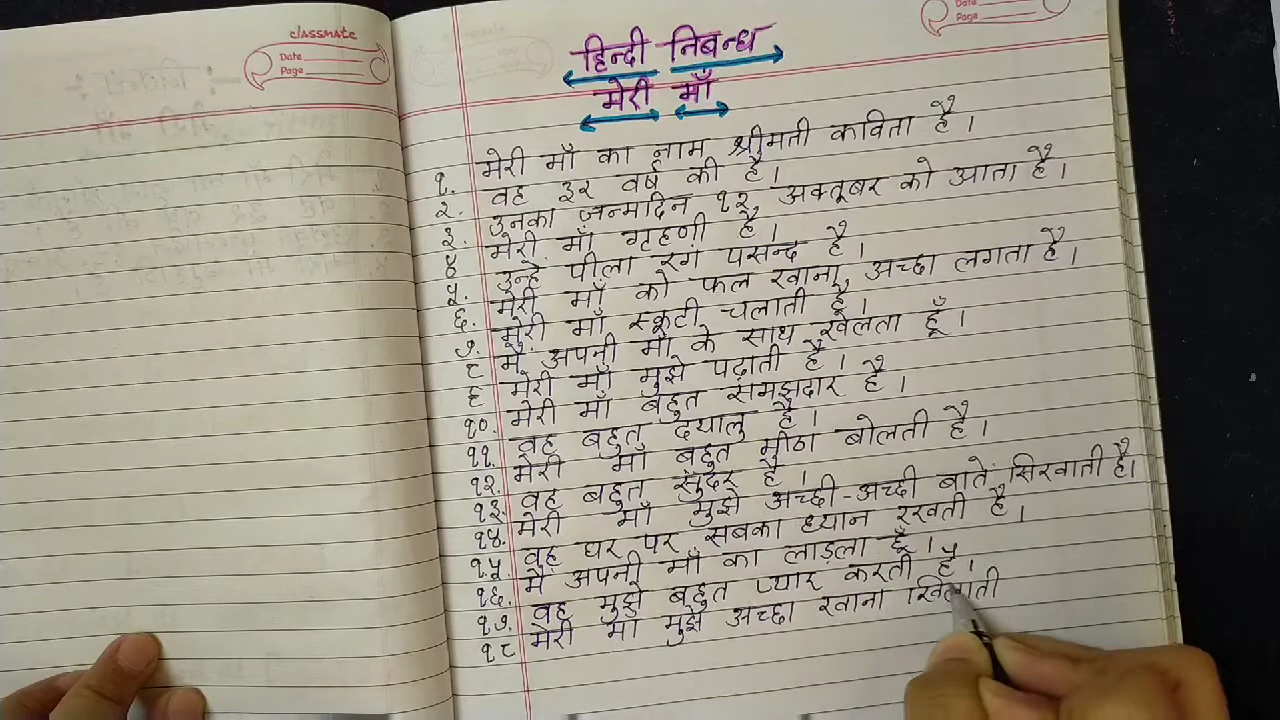 classmate
Date
Page
Date
Page
हिन्दी निबन्ध
मेरी माँ
१. मेरी माँ का नाम श्रीमती कविता है।
२. वह ३२ वर्ष की है।
३. उनका जन्मदिन १२ अक्तूबर को आता है।
४ मेरी माँ गृहणी है।
५. उन्हे पीला रंग पसन्द है।
६. मेरी माँ को फल खाना अच्छा लगता है।
७. मेरी माँ स्कूटी चलाती है।
८ मैं अपनी माँ के साथ खेलता हूँ।
९ मेरी माँ मुझे पढ़ाती है।
१०. मेरी माँ बहुत समझदार है।
११. वह बहुत दयालु है।
१२. मेरी माँ बहुत मीठा बोलती है।
१३. वह बहुत सुंदर है।
१४. मेरी माँ मुझे अच्छी-अच्छी बातें सिखाती है।
१५. वह घर पर सबका ध्यान रखती है।
१६. मैं अपनी माँ का लाड़ला हूँ।
१७. वह मुझे बहुत प्यार करती है।
१८ मेरी माँ मुझे अच्छा खाना खिलाती